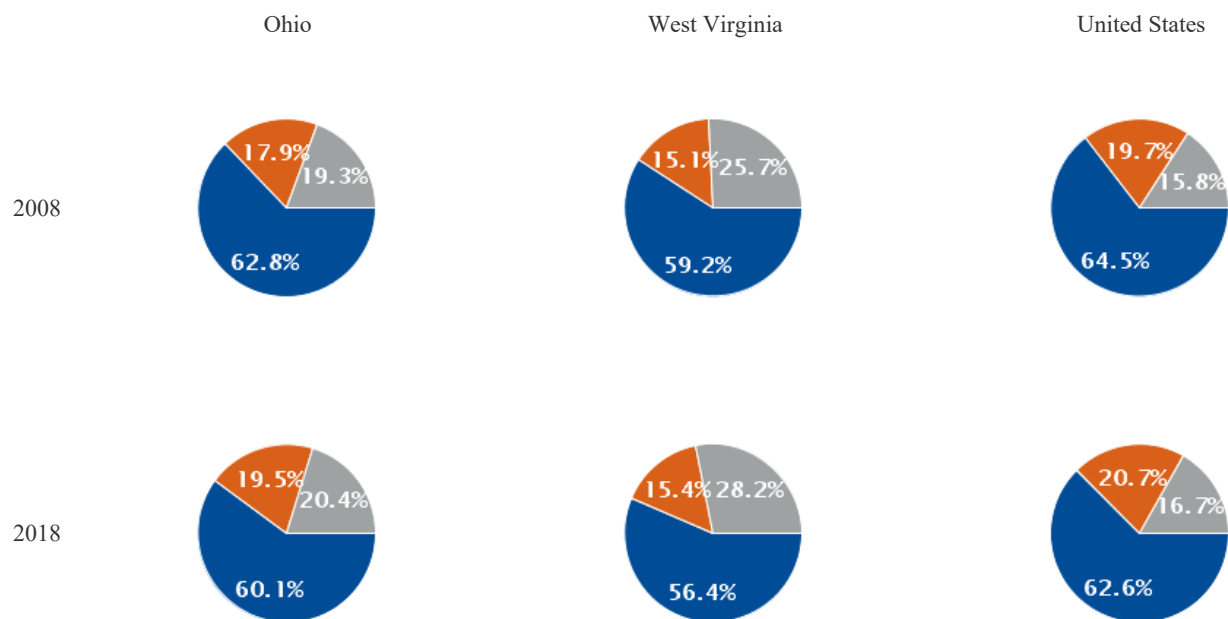 Ohio West Virginia United States
2008
17.9% 19.3% 62.8%
15.1% 25.7% 59.2%
19.7% 15.8% 64.5%
2018
19.5% 20.4% 60.1%
15.4% 28.2% 56.4%
20.7% 16.7% 62.6%